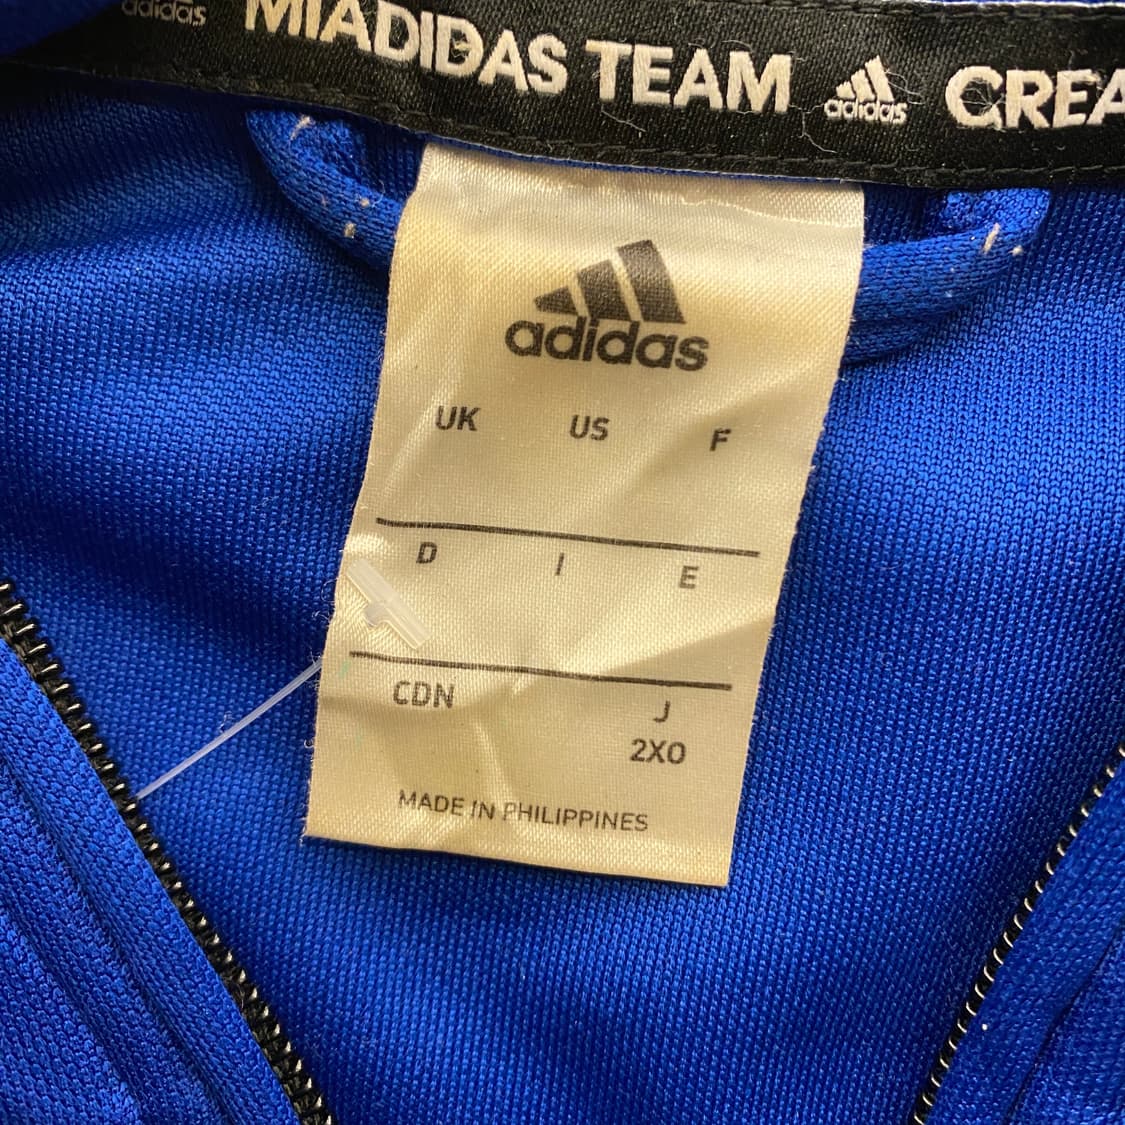 adidas MIADIDAS TEAM adidas CREA
adidas
UK US F
D I E
CDN J
2XO
MADE IN PHILIPPINES